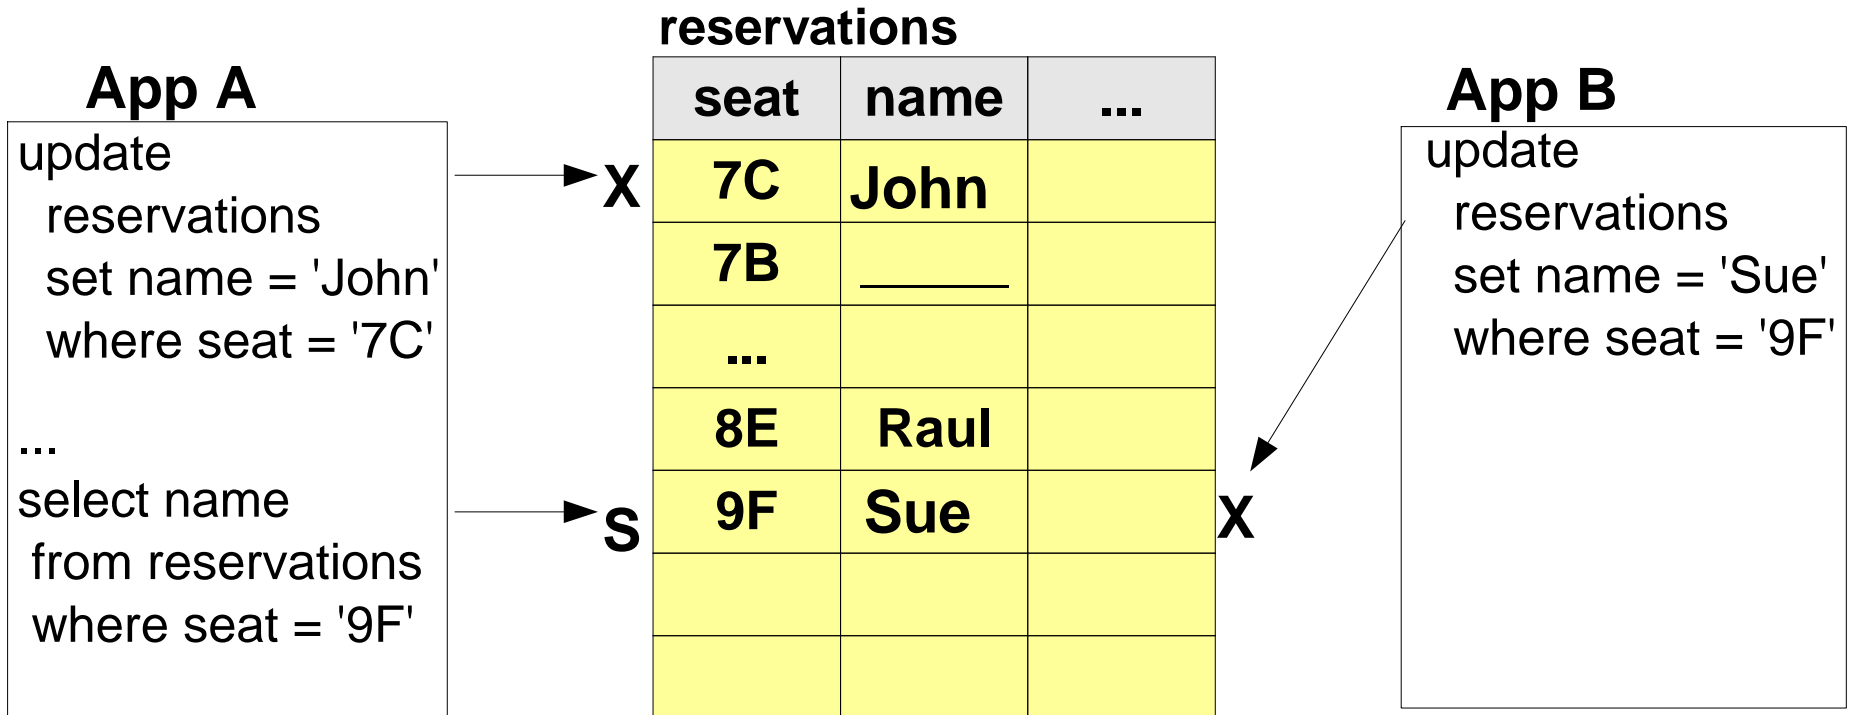 reservations
App A
App B
update
reservations
set name = 'John'
where seat = '7C'
...
select name
from reservations
where seat = '9F'
X
S
seat name ...
7C John
7B ______
...
8E Raul
9F Sue
X
update
reservations
set name = 'Sue'
where seat = '9F'